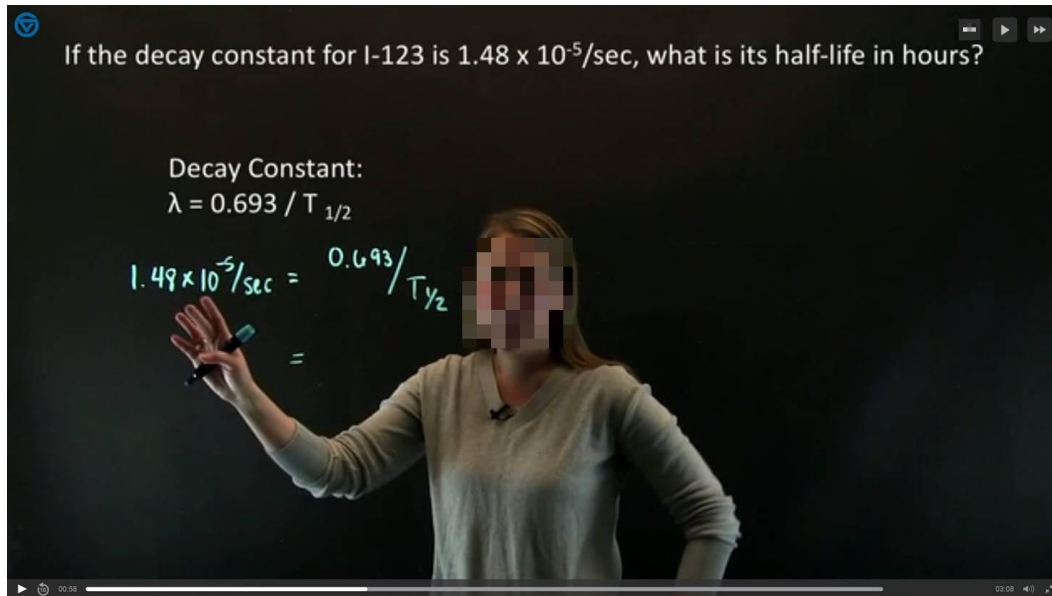 If the decay constant for I-123 is 1.48 x 10⁻⁵/sec, what is its half-life in hours?
Decay Constant:
λ = 0.693 / T 1/2
1.48 x 10⁻⁵/sec = 0.693/T½
=
10
00:58
03:08